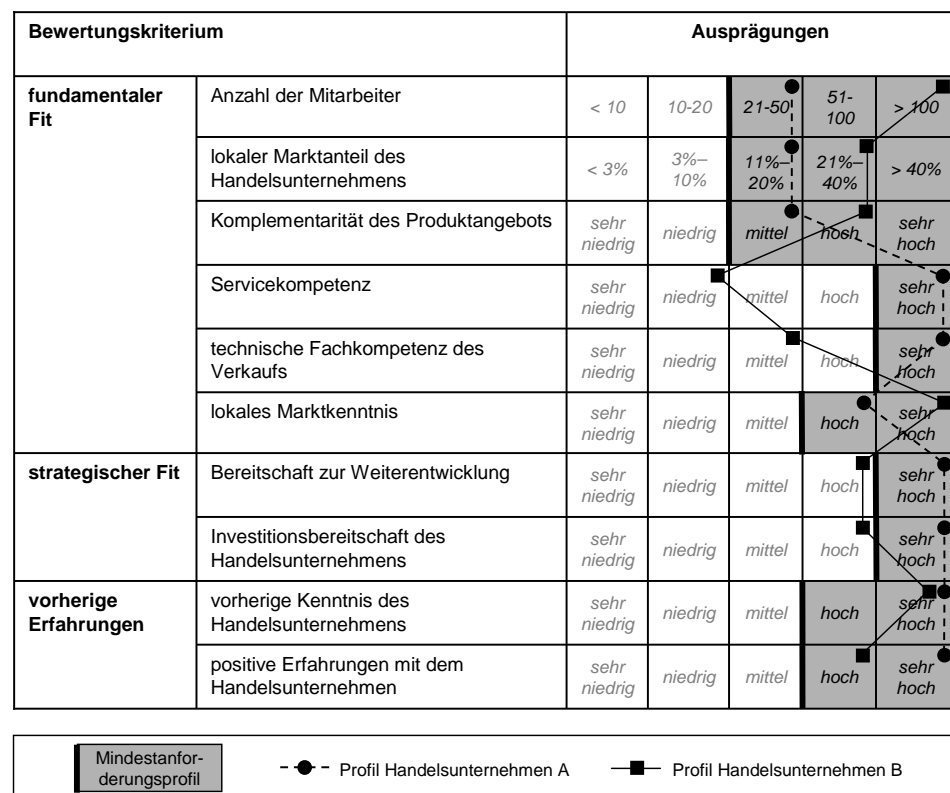 Bewertungskriterium Ausprägungen
fundamentaler Fit
Anzahl der Mitarbeiter
< 10 10-20 21-50 51-100 > 100
lokaler Marktanteil des
Handelsunternehmens
< 3% 3%–10% 11%–20% 21%–40% > 40%
Komplementarität des Produktangebots
sehr niedrig niedrig mittel hoch sehr hoch
Servicekompetenz
sehr niedrig niedrig mittel hoch sehr hoch
technische Fachkompetenz des
Verkaufs
sehr niedrig niedrig mittel hoch sehr hoch
lokales Marktkenntnis
sehr niedrig niedrig mittel hoch sehr hoch
strategischer Fit
Bereitschaft zur Weiterentwicklung
sehr niedrig niedrig mittel hoch sehr hoch
Investitionsbereitschaft des
Handelsunternehmens
sehr niedrig niedrig mittel hoch sehr hoch
vorherige
Erfahrungen
vorherige Kenntnis des
Handelsunternehmens
sehr niedrig niedrig mittel hoch sehr hoch
positive Erfahrungen mit dem
Handelsunternehmen
sehr niedrig niedrig mittel hoch sehr hoch
Mindestanfor-
derungsprofil
Profil Handelsunternehmen A
Profil Handelsunternehmen B